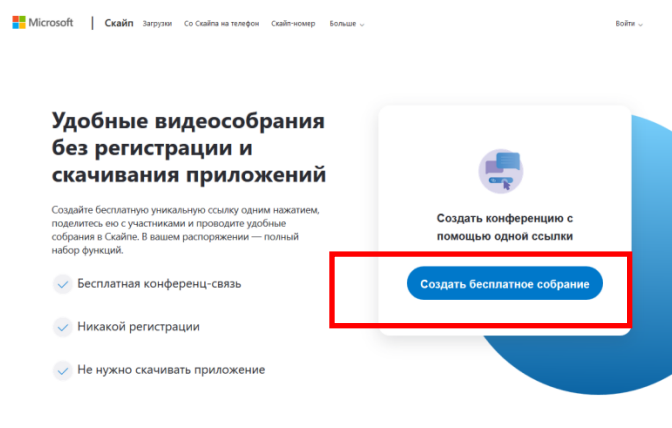 Microsoft | Скайп Загрузки Со Скайпа на телефон Скайп-номер Больше Войти
Удобные видеособрания
без регистрации и
скачивания приложений
Создайте бесплатную уникальную ссылку одним нажатием,
поделитесь ею с участниками и проводите удобные
собрания в Скайпе. В вашем распоряжении — полный
набор функций.
Бесплатная конференц-связь
Никакой регистрации
Не нужно скачивать приложение
Создать конференцию с
помощью одной ссылки
Создать бесплатное собрание